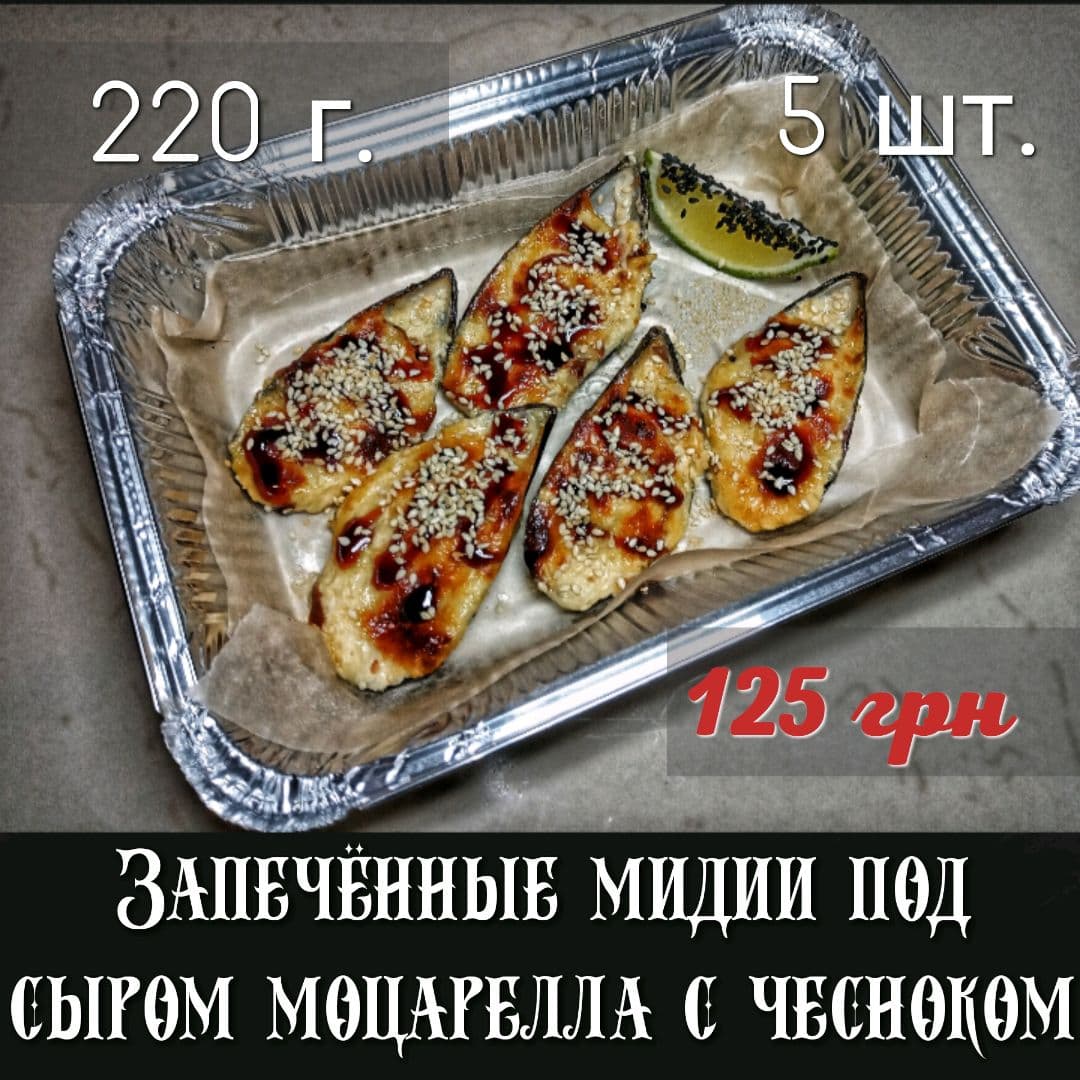 220 г.
5 шт.
125 грн
Запечённые мидии под
сыром моцарелла с чесноком